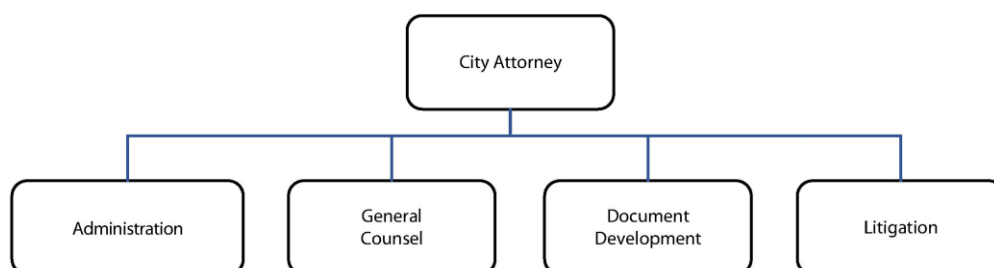 City Attorney
Administration
General
Counsel
Document
Development
Litigation